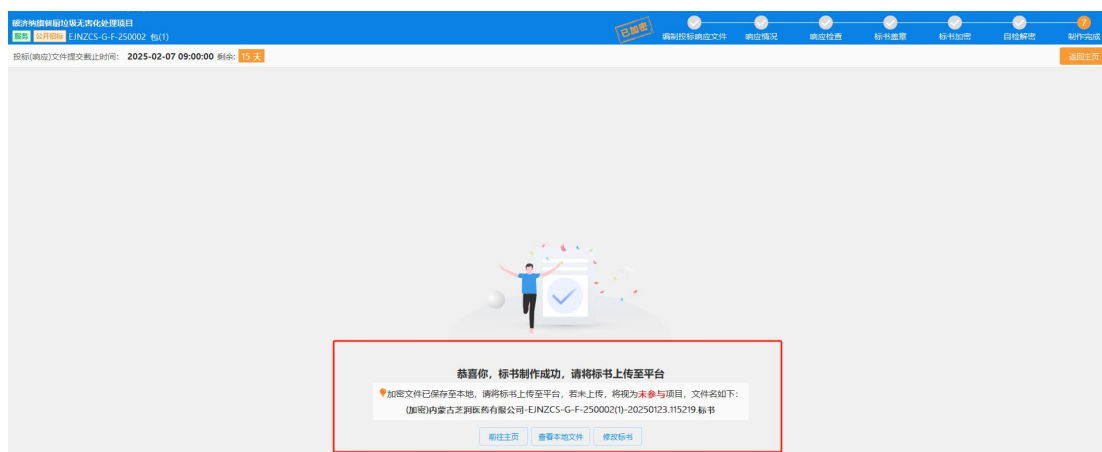 额济纳旗餐厨垃圾无害化处理项目
服务 公开招标 EJNZCS-G-F-250002 包(1)
已加密
编制投标响应文件 响应情况 响应检查 标书盖章 标书加密 自检解密 7 制作完成
投标(响应)文件提交截止时间: 2025-02-07 09:00:00 剩余: 15 天
返回主页
恭喜你，标书制作成功，请将标书上传至平台
加密文件已保存至本地，请将标书上传至平台，若未上传，将视为未参与项目，文件名如下：
(加密)内蒙古芝润医药有限公司-EJNZCS-G-F-250002(1)-20250123.115219.标书
前往主页 查看本地文件 修改标书